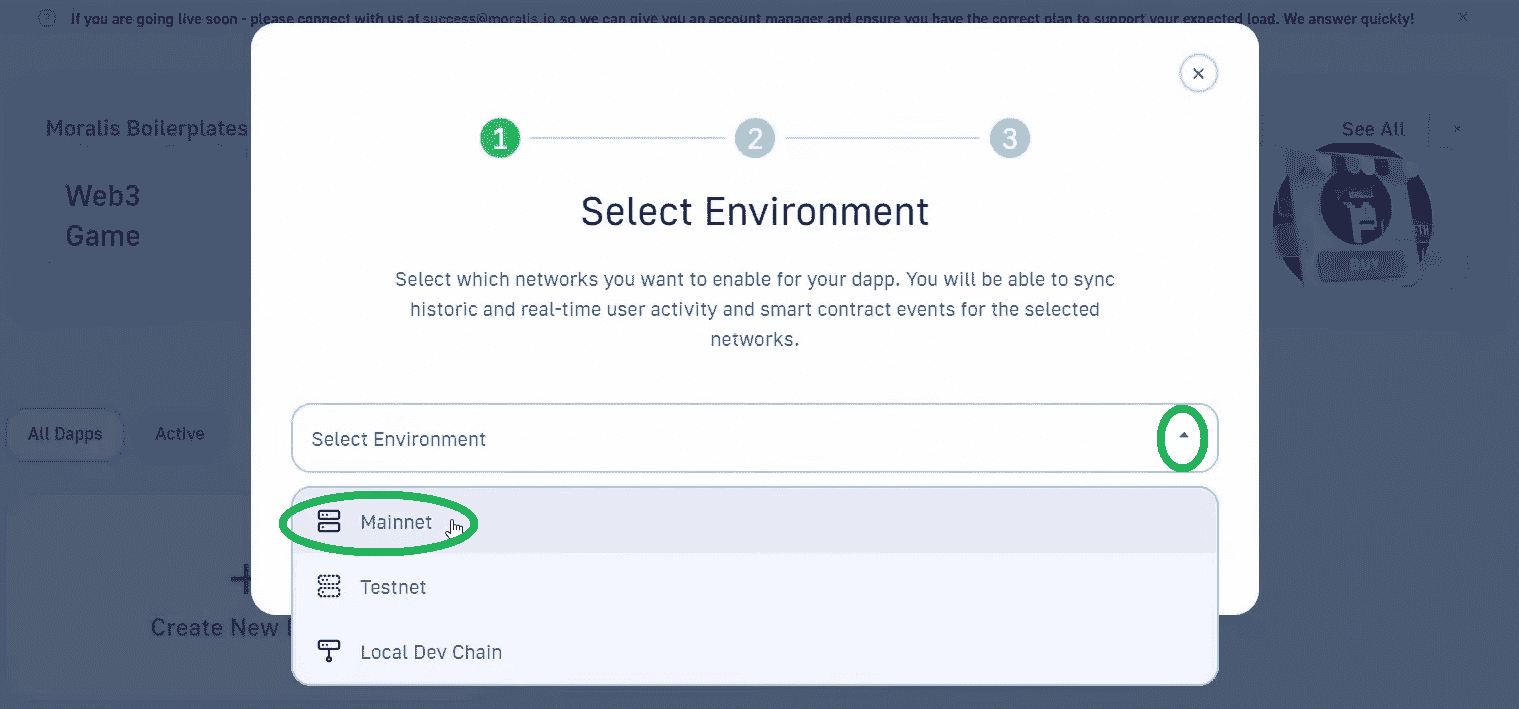 If you are going live soon - please connect with us at success@moralis.io so we can give you an account manager and ensure you have the correct plan to support your expected load. We answer quickly!
Moralis Boilerplates
See All
Web3
Game
BUY
1
2
3
Select Environment
Select which networks you want to enable for your dapp. You will be able to sync
historic and real-time user activity and smart contract events for the selected
networks.
All Dapps
Active
Select Environment
Mainnet
Testnet
Local Dev Chain
Create New